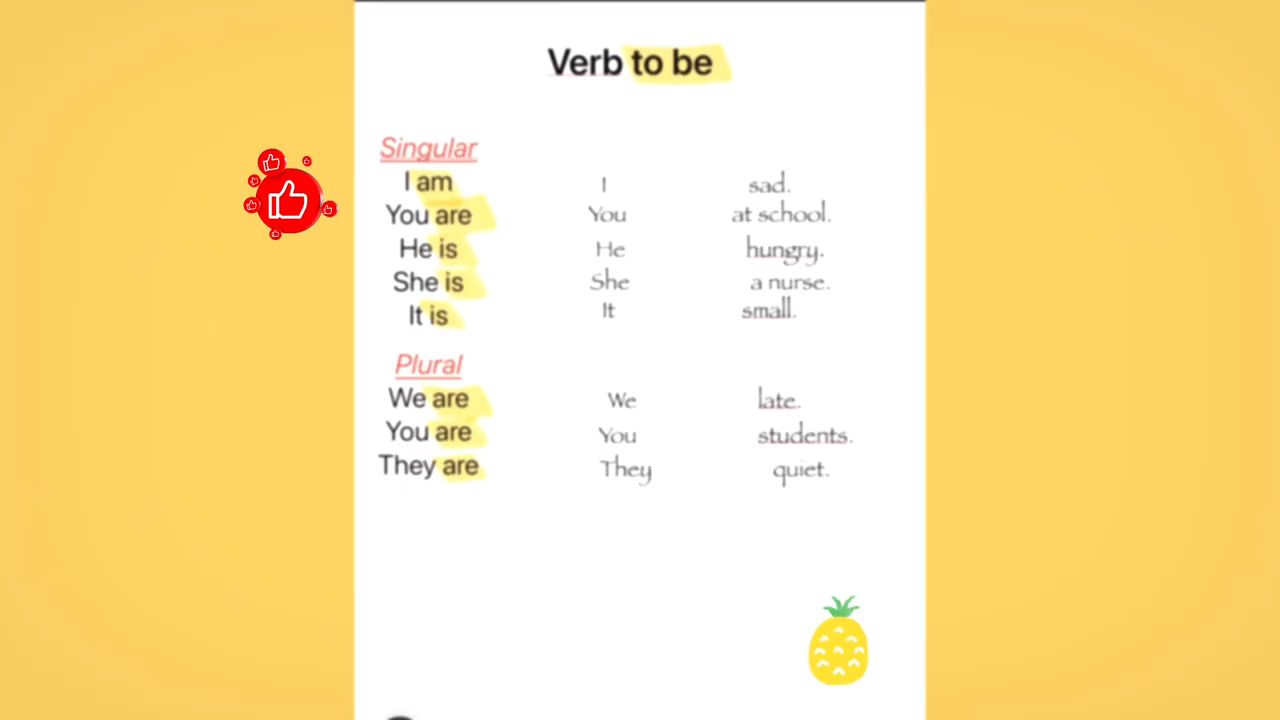 Verb to be
Singular
I am I sad.
You are You at school.
He is He hungry.
She is She a nurse.
It is It small.
Plural
We are We late.
You are You students.
They are They quiet.